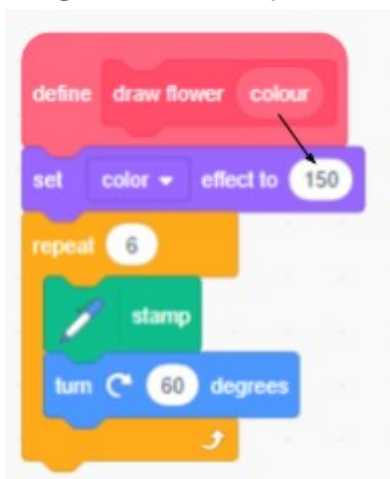 define draw flower colour
set color effect to 150
repeat 6
stamp
turn 60 degrees